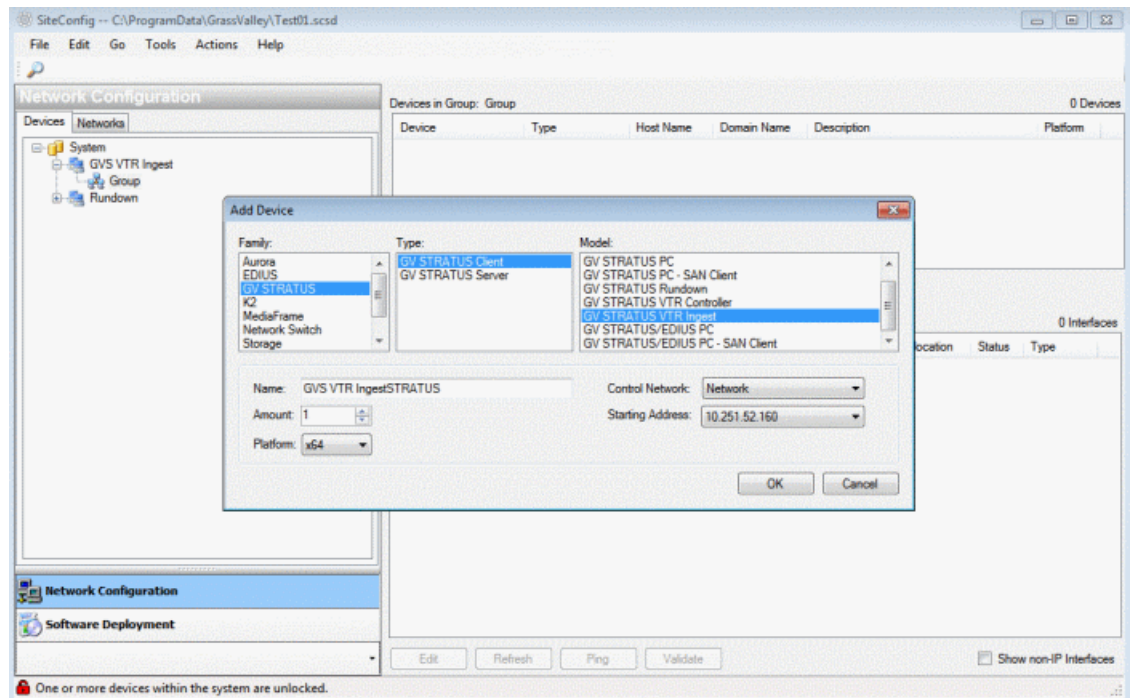 SiteConfig -- C:\ProgramData\GrassValley\Test01.scsd
File Edit Go Tools Actions Help
Network Configuration
Devices Networks
System
GVS VTR Ingest
Group
Rundown
Devices in Group: Group 0 Devices
Device Type Host Name Domain Name Description Platform
Add Device
Family: Type: Model:
Aurora
EDIUS
GV STRATUS
K2
MediaFrame
Network Switch
Storage
GV STRATUS Client
GV STRATUS Server
GV STRATUS PC
GV STRATUS PC - SAN Client
GV STRATUS Rundown
GV STRATUS VTR Controller
GV STRATUS VTR Ingest
GV STRATUS/EDIUS PC
GV STRATUS/EDIUS PC - SAN Client
Name: GVS VTR IngestSTRATUS
Amount: 1
Platform: x64
Control Network: Network
Starting Address: 10.251.52.160
OK Cancel
0 Interfaces
Status Type
Network Configuration
Software Deployment
Edit Refresh Ping Validate Show non-IP Interfaces
One or more devices within the system are unlocked.